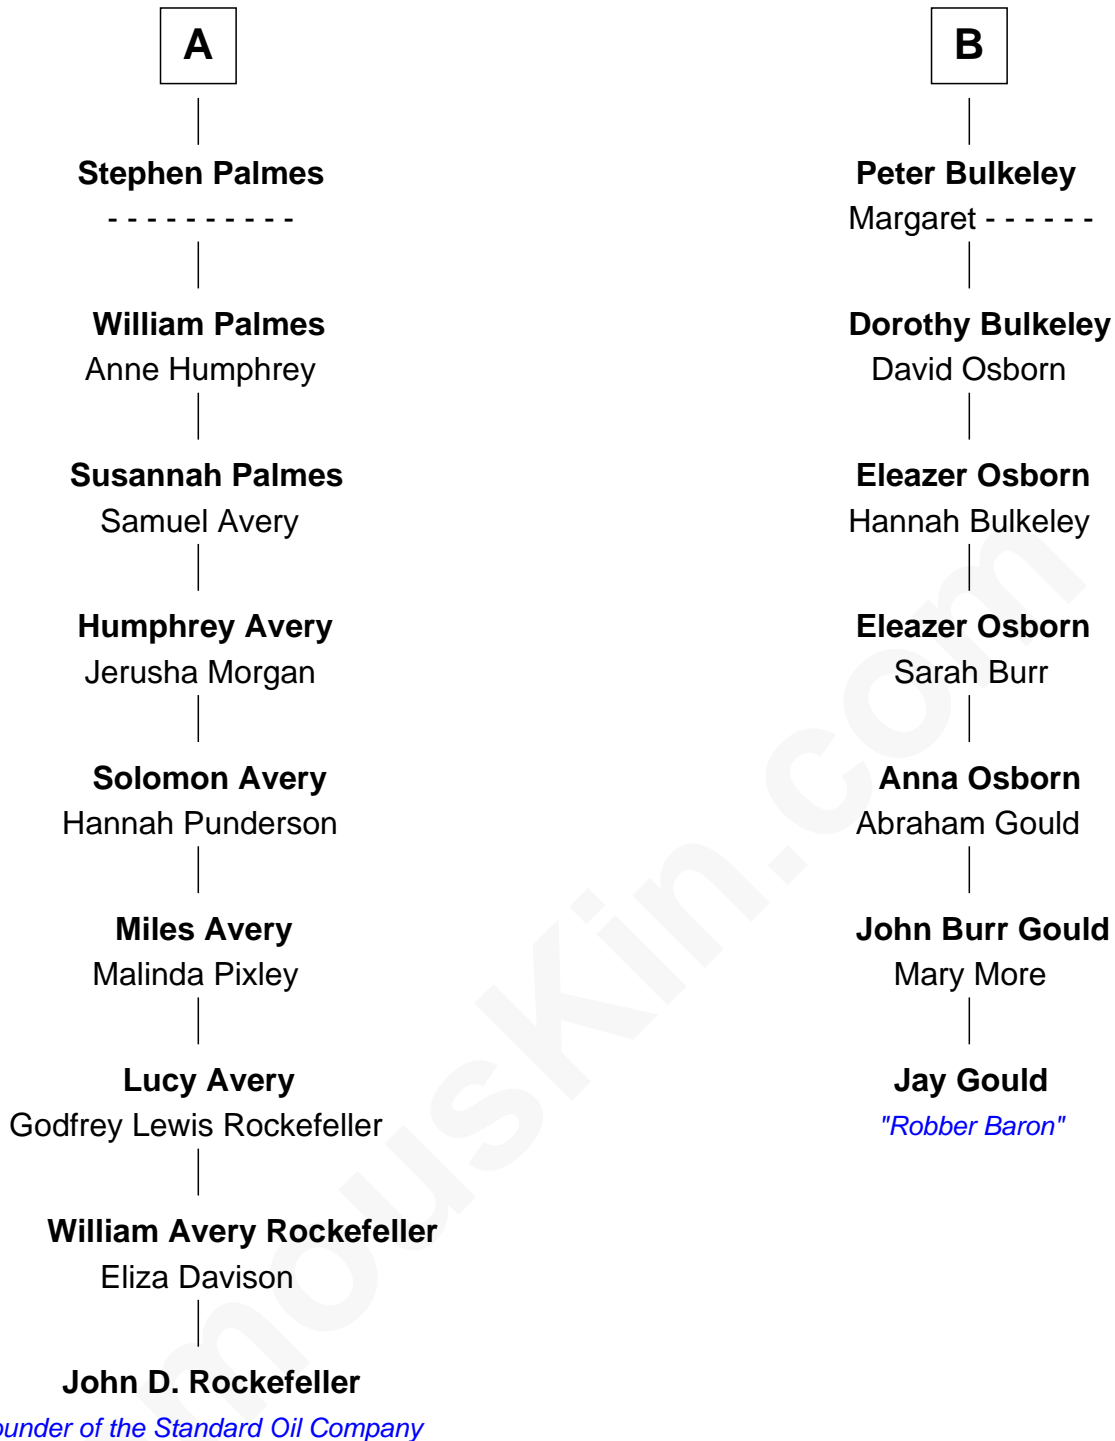 A
Stephen Palmes
- - - - - - - - - -
William Palmes
Anne Humphrey
Susannah Palmes
Samuel Avery
Humphrey Avery
Jerusha Morgan
Solomon Avery
Hannah Punderson
Miles Avery
Malinda Pixley
Lucy Avery
Godfrey Lewis Rockefeller
William Avery Rockefeller
Eliza Davison
John D. Rockefeller
ounder of the Standard Oil Company
B
Peter Bulkeley
Margaret - - - - - -
Dorothy Bulkeley
David Osborn
Eleazer Osborn
Hannah Bulkeley
Eleazer Osborn
Sarah Burr
Anna Osborn
Abraham Gould
John Burr Gould
Mary More
Jay Gould
"Robber Baron"
mousKin.com